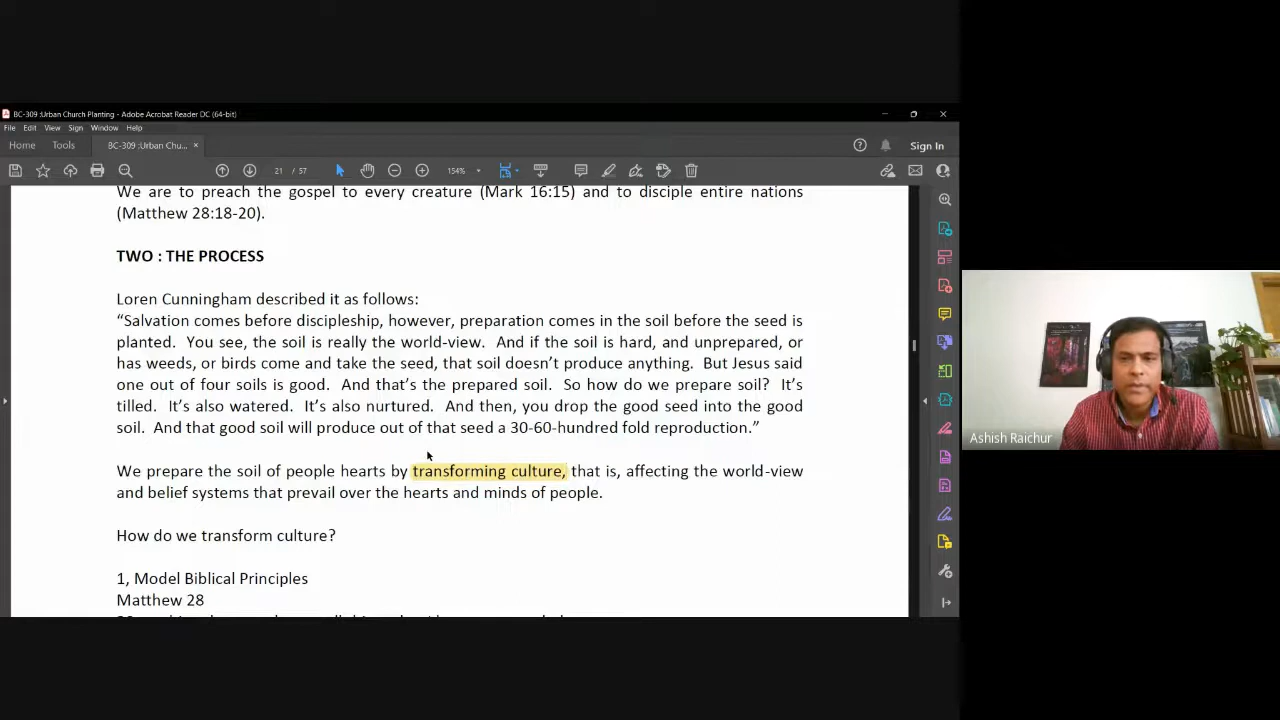 BC-309 :Urban Church Planting - Adobe Acrobat Reader DC (64-bit)
File Edit View Sign Window Help
Home Tools BC-309 :Urban Chu... ×
Sign In
21 / 57
154%
We are to preach the gospel to every creature (Mark 16:15) and to disciple entire nations
(Matthew 28:18-20).
TWO : THE PROCESS
Loren Cunningham described it as follows:
“Salvation comes before discipleship, however, preparation comes in the soil before the seed is
planted. You see, the soil is really the world-view. And if the soil is hard, and unprepared, or
has weeds, or birds come and take the seed, that soil doesn’t produce anything. But Jesus said
one out of four soils is good. And that’s the prepared soil. So how do we prepare soil? It’s
tilled. It’s also watered. It’s also nurtured. And then, you drop the good seed into the good
soil. And that good soil will produce out of that seed a 30-60-hundred fold reproduction.”
We prepare the soil of people hearts by transforming culture, that is, affecting the world-view
and belief systems that prevail over the hearts and minds of people.
How do we transform culture?
1, Model Biblical Principles
Matthew 28
Ashish Raichur